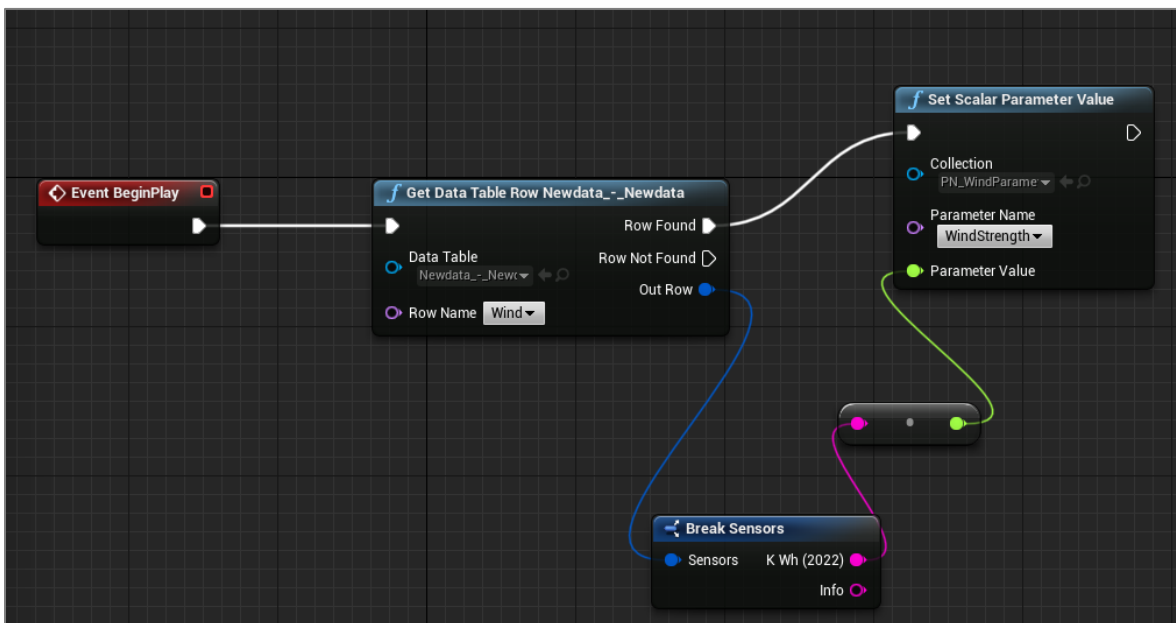 Event BeginPlay
f Get Data Table Row Newdata_-_Newdata
Row Found
Data Table
Newdata_-_Newc
Row Not Found
Out Row
Row Name Wind
f Set Scalar Parameter Value
Collection
PN_WindParame
Parameter Name
WindStrength
Parameter Value
Break Sensors
Sensors K Wh (2022)
Info